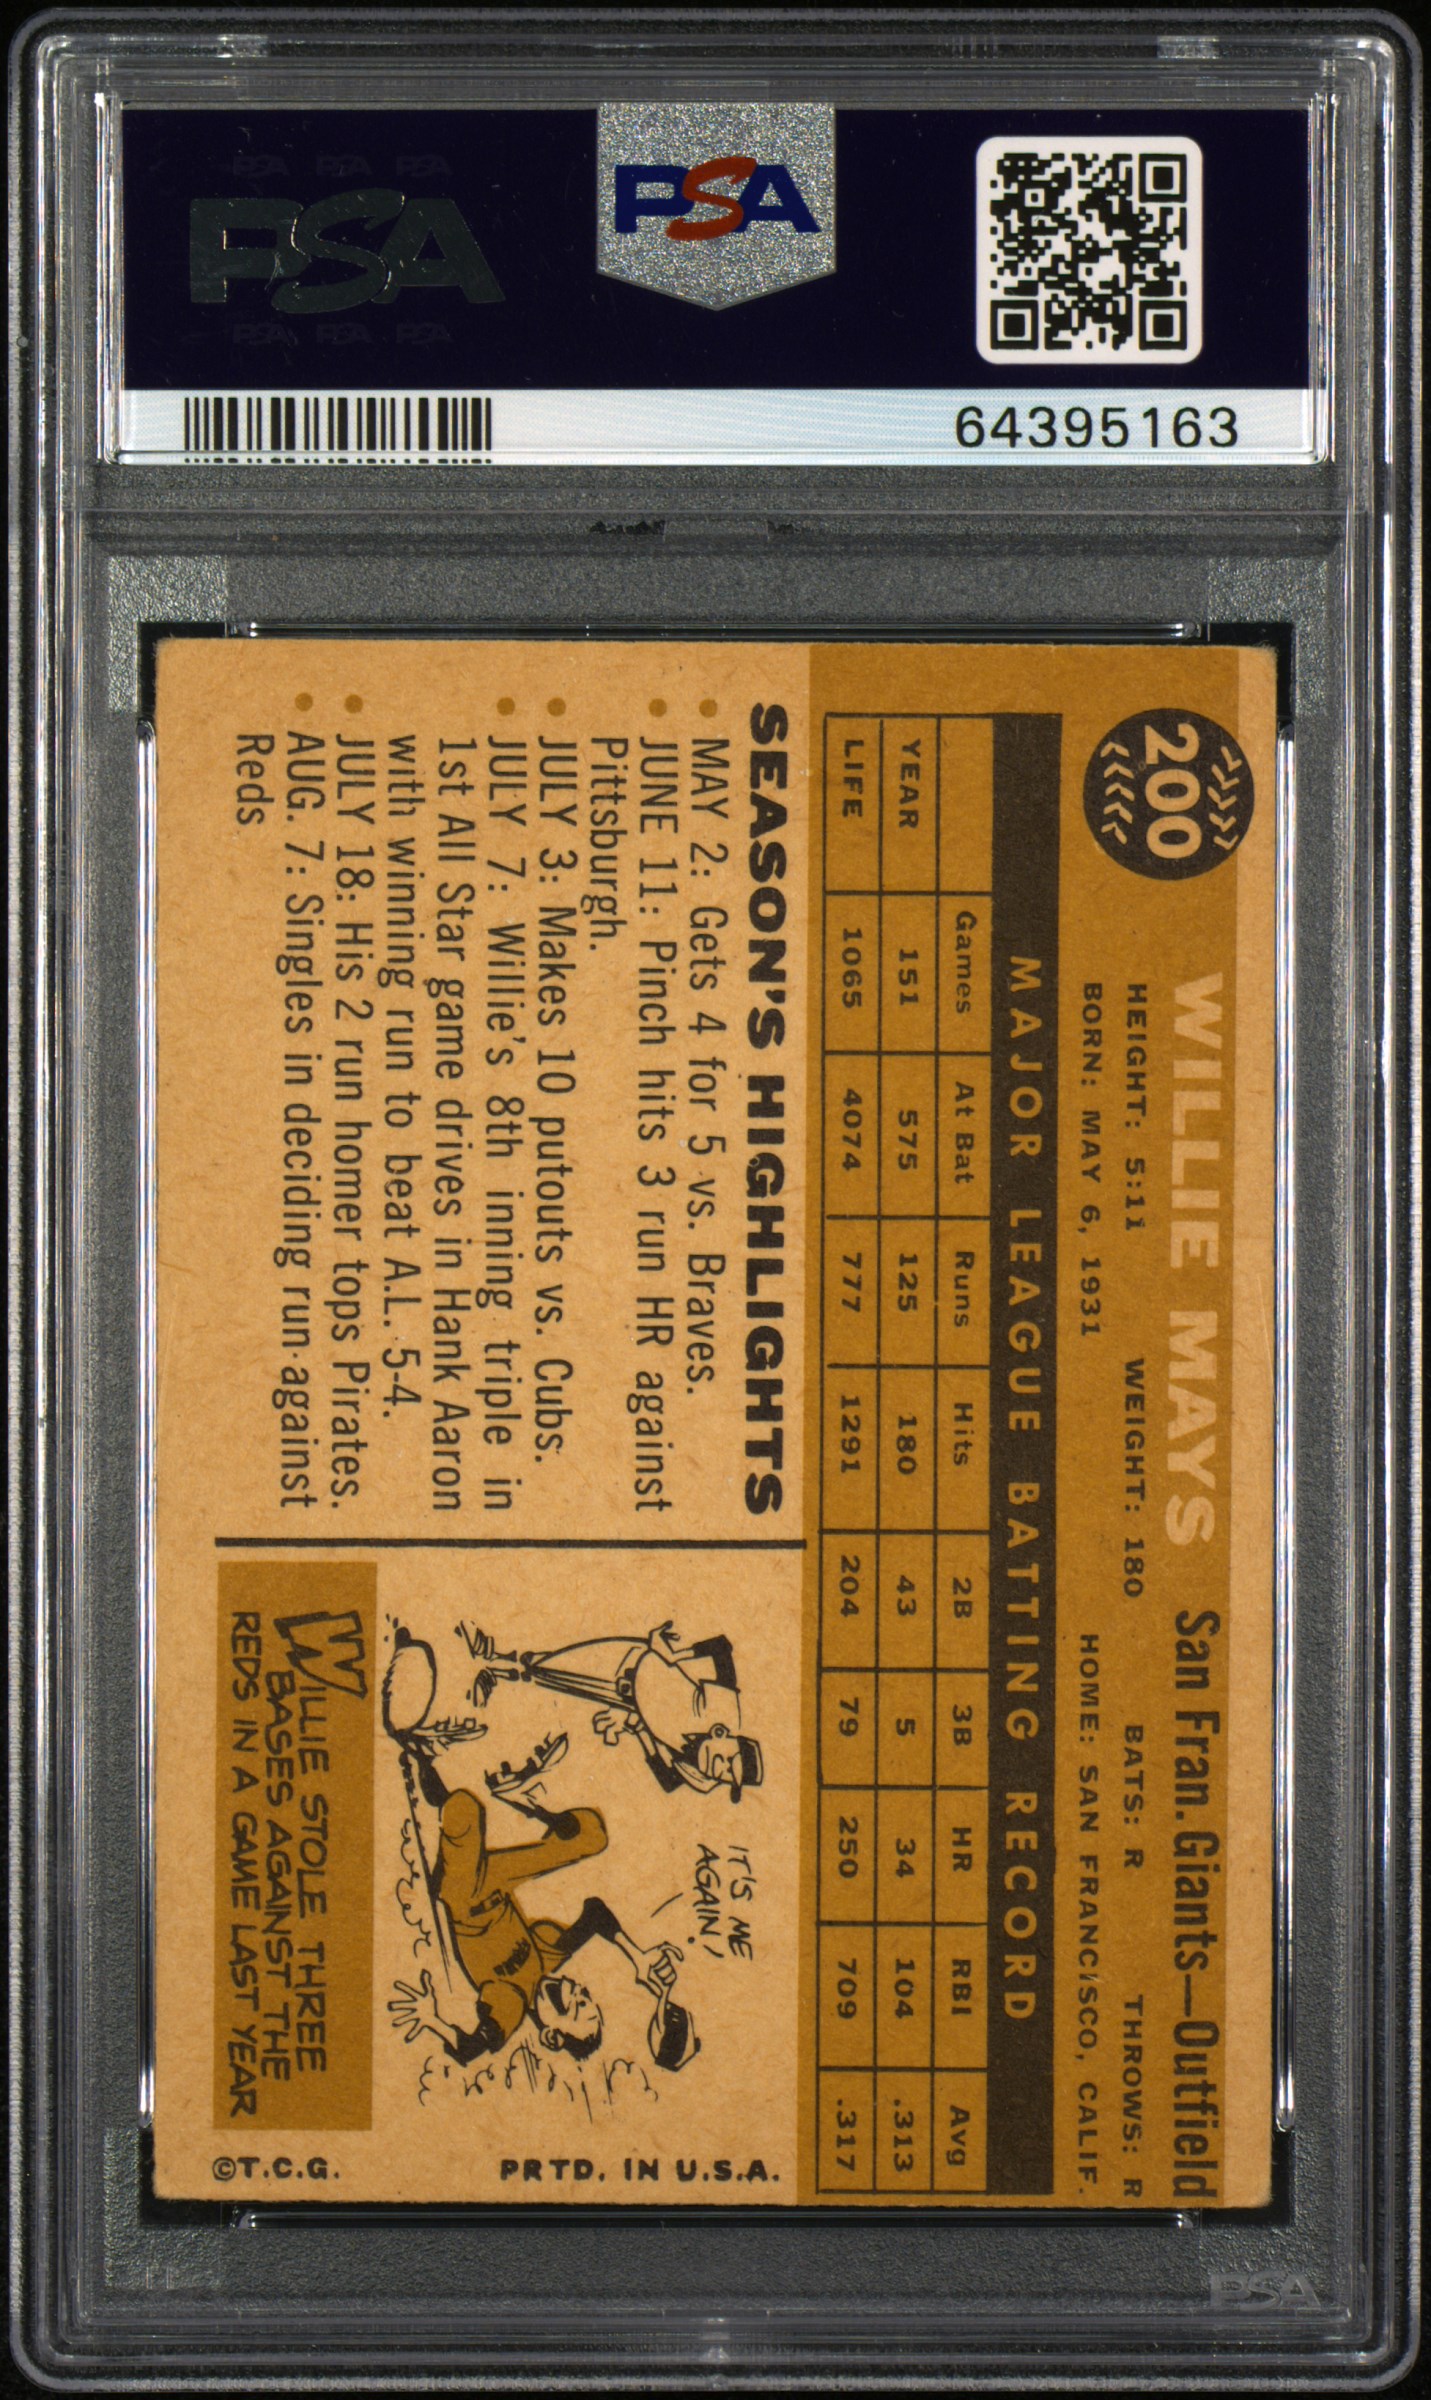 PSA PSA PSA
PSA
PSA PSA PSA
PSA
64395163
200
WILLIE MAYS San Fran. Giants—Outfield
HEIGHT: 5:11 WEIGHT: 180 BATS: R THROWS: R
BORN: MAY 6, 1931 HOME: SAN FRANCISCO, CALIF.
MAJOR LEAGUE BATTING RECORD
Games At Bat Runs Hits 2B 3B HR RBI Avg
YEAR 151 575 125 180 43 5 34 104 .313
LIFE 1065 4074 777 1291 204 79 250 709 .317
SEASON'S HIGHLIGHTS
• MAY 2: Gets 4 for 5 vs. Braves.
• JUNE 11: Pinch hits 3 run HR against
Pittsburgh.
• JULY 3: Makes 10 putouts vs. Cubs.
• JULY 7: Willie's 8th inning triple in
1st All Star game drives in Hank Aaron
with winning run to beat A.L. 5-4.
• JULY 18: His 2 run homer tops Pirates.
• AUG. 7: Singles in deciding run against
Reds
IT'S ME
AGAIN!
WILLIE STOLE THREE
BASES AGAINST THE
REDS IN A GAME LAST YEAR
©T.C.G. PRTD. IN U.S.A.
PSA